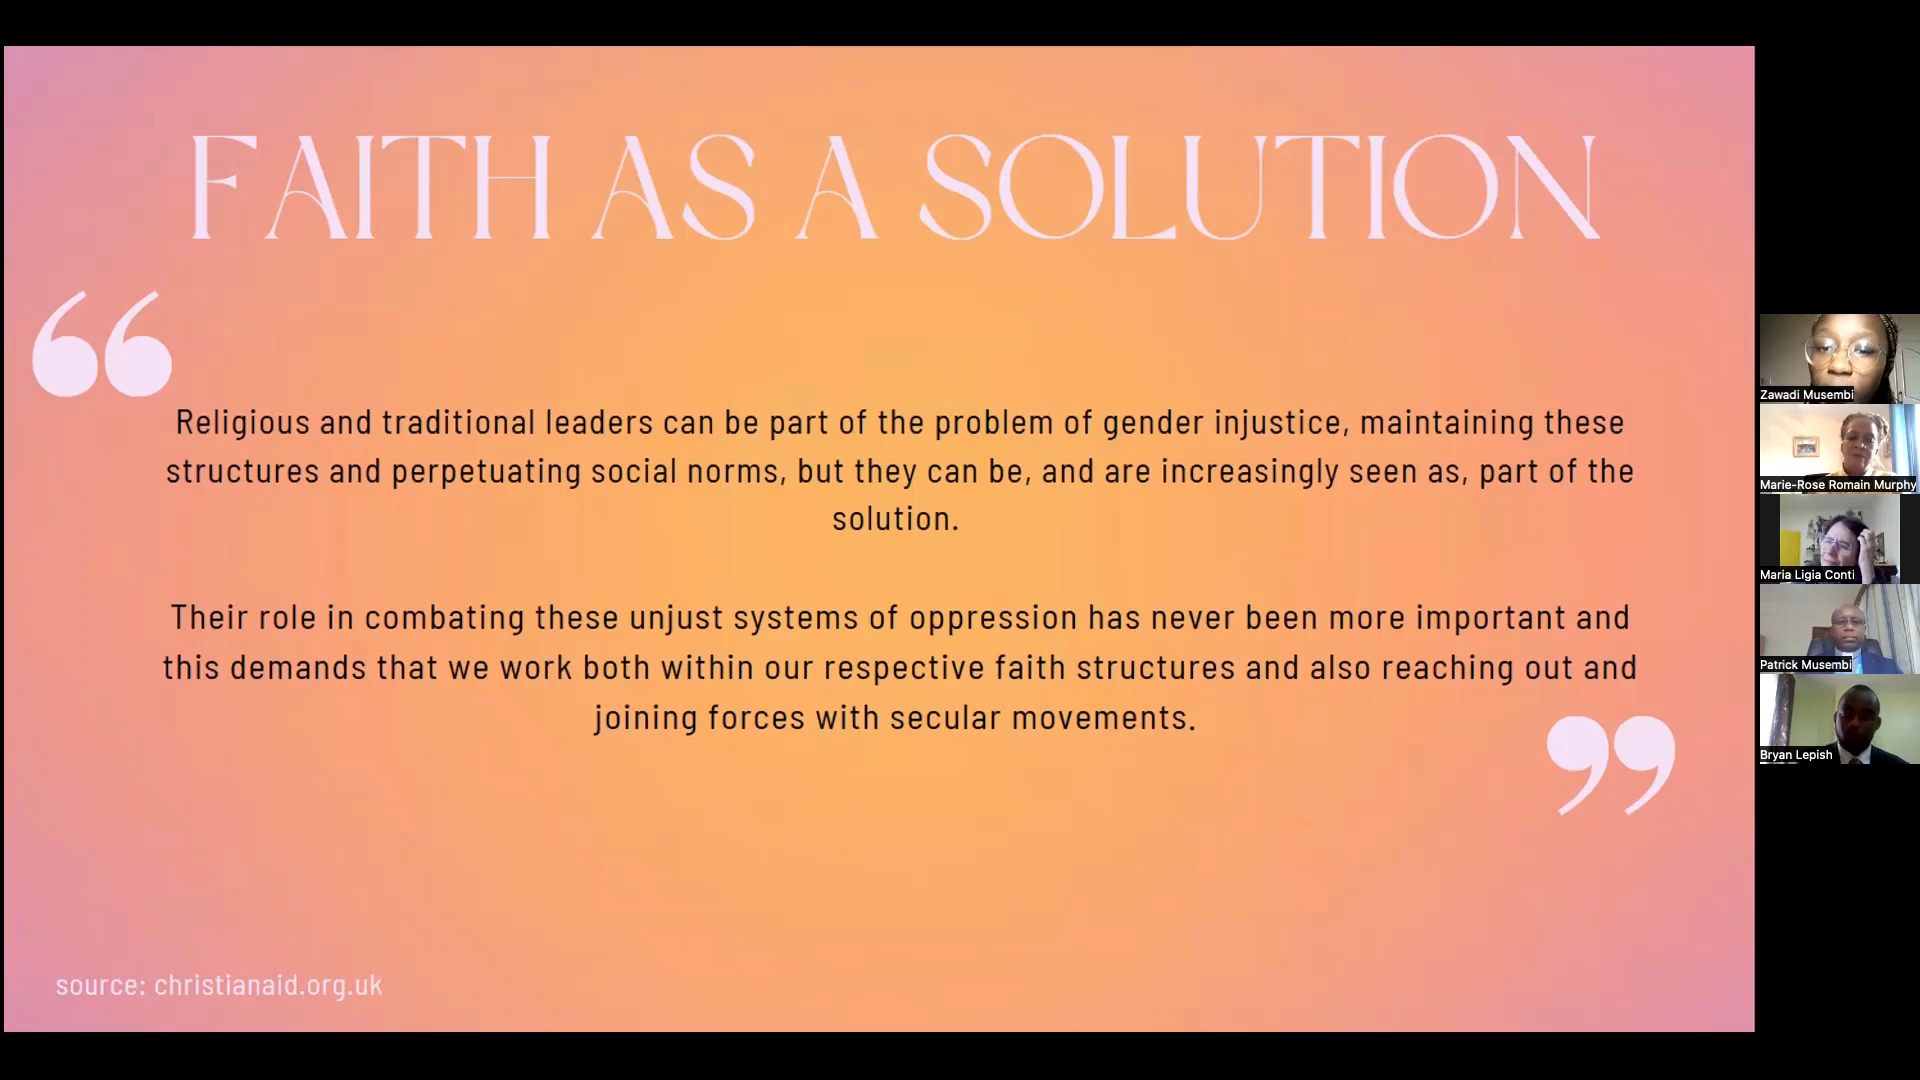 FAITH AS A SOLUTION
“
Religious and traditional leaders can be part of the problem of gender injustice, maintaining these
structures and perpetuating social norms, but they can be, and are increasingly seen as, part of the
solution.
Their role in combating these unjust systems of oppression has never been more important and
this demands that we work both within our respective faith structures and also reaching out and
joining forces with secular movements.
”
source: christianaid.org.uk
Zawadi Musembi
Marie-Rose Romain Murphy
Maria Ligia Conti
Patrick Musembi
Bryan Lepish